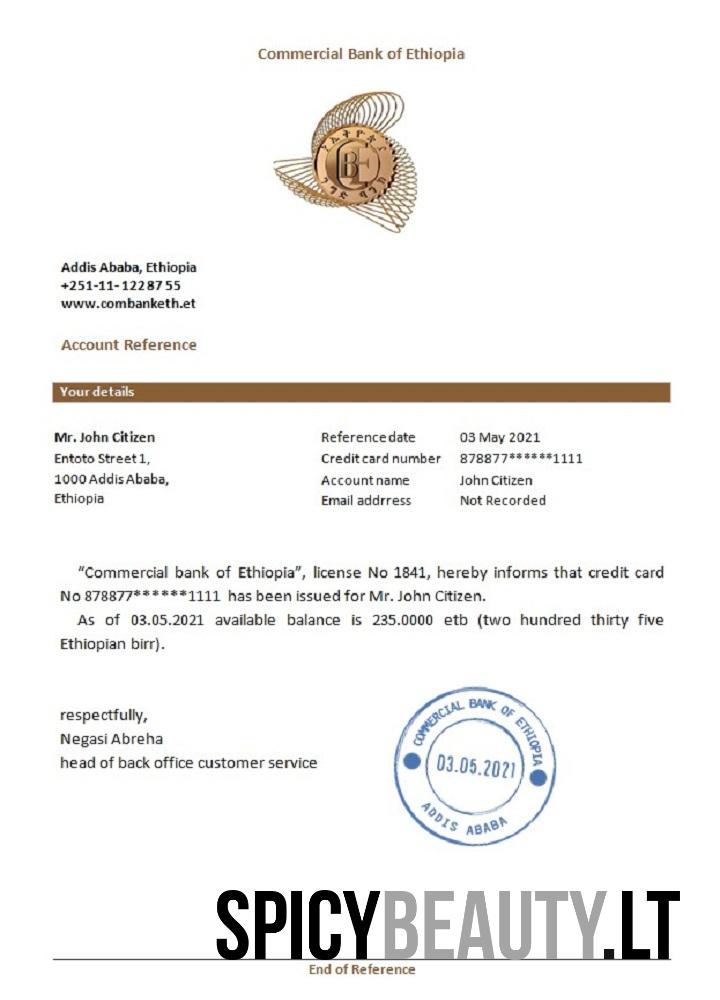 Commercial Bank of Ethiopia
CBE
Addis Ababa, Ethiopia
+251-11-1228755
www.combanketh.et
Account Reference
Your details
Mr. John Citizen
Entoto Street 1,
1000 Addis Ababa,
Ethiopia
Reference date 03 May 2021
Credit card number 878877******1111
Account name John Citizen
Email addrress Not Recorded
“Commercial bank of Ethiopia”, license No 1841, hereby informs that credit card
No 878877******1111 has been issued for Mr. John Citizen.
As of 03.05.2021 available balance is 235.0000 etb (two hundred thirty five
Ethiopian birr).
respectfully,
Negasi Abreha
head of back office customer service
COMMERCIAL BANK OF ETHIOPIA
03.05.2021
ADDIS ABABA
SPICYBEAUTY.LT
End of Reference